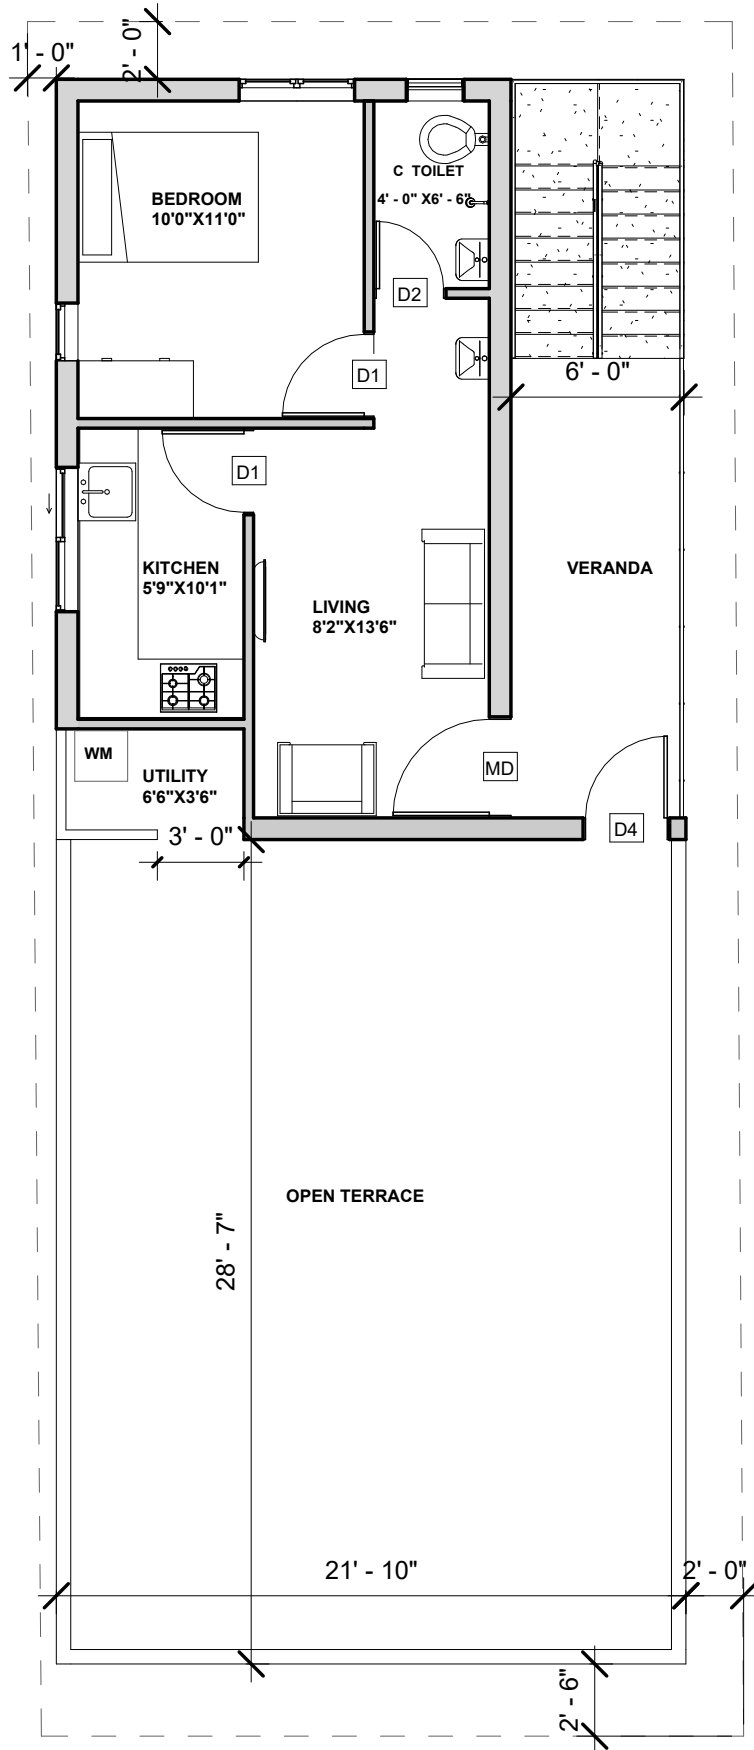 1' - 0"
2' - 0"
BEDROOM
10'0"X11'0"
C TOILET
4' - 0" X6' - 6"
D2
D1
6' - 0"
D1
KITCHEN
5'9"X10'1"
VERANDA
LIVING
8'2"X13'6"
WM
UTILITY
6'6"X3'6"
MD
3' - 0"
D4
OPEN TERRACE
28' - 7"
21' - 10"
2' - 0"
2' - 6"